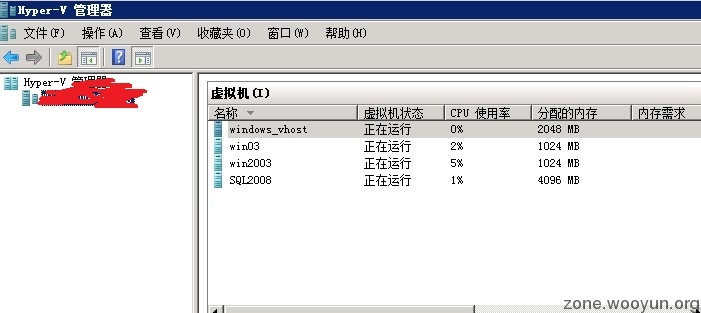 Hyper-V 管理器
文件(F) 操作(A) 查看(V) 收藏夹(O) 窗口(W) 帮助(H)
Hyper-V 管理器
虚拟机(I)
名称 虚拟机状态 CPU 使用率 分配的内存 内存需求
windows_vhost 正在运行 0% 2048 MB
win03 正在运行 2% 1024 MB
win2003 正在运行 5% 1024 MB
SQL2008 正在运行 1% 4096 MB
zone.wooyun.org